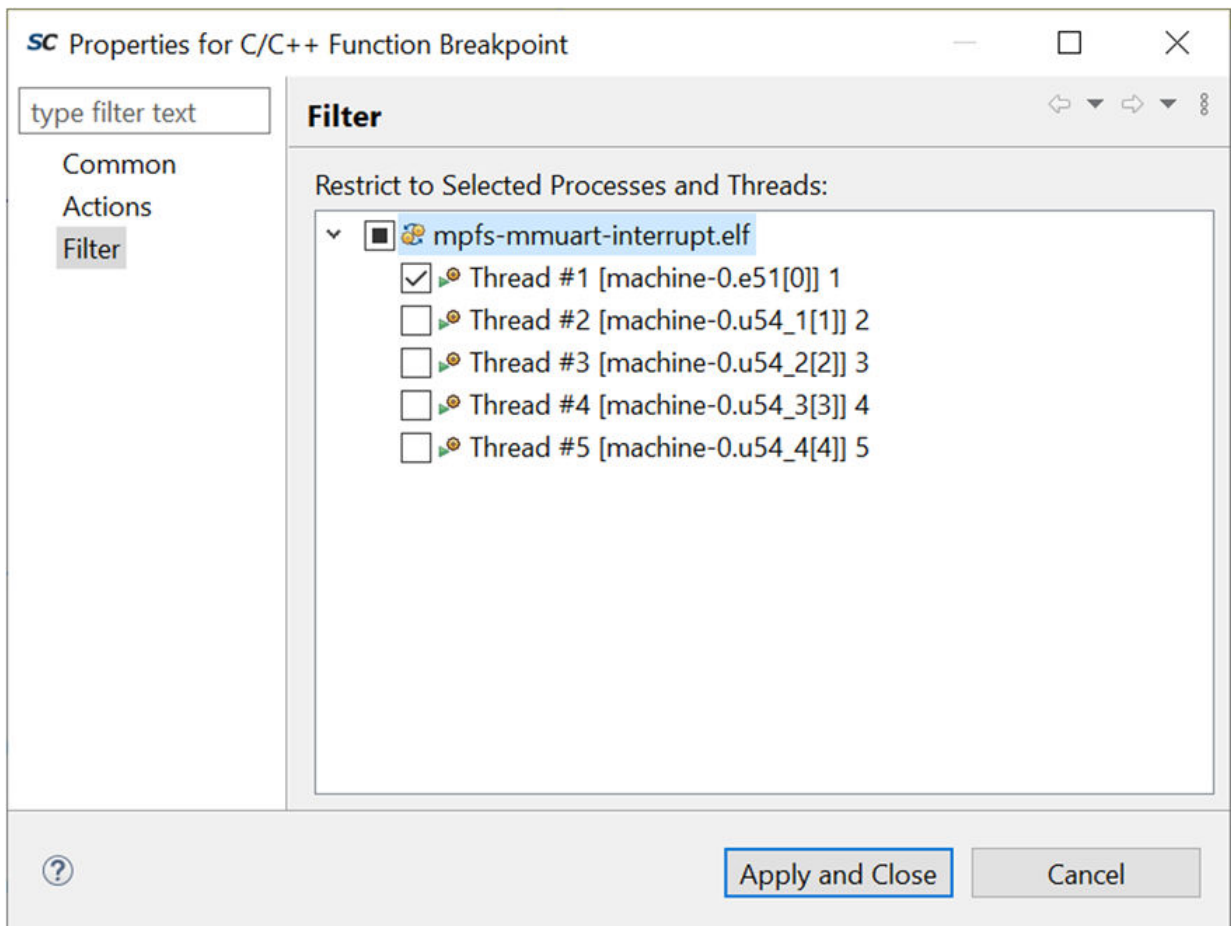 SC Properties for C/C++ Function Breakpoint
type filter text
Common
Actions
Filter
Filter
Restrict to Selected Processes and Threads:
mpfs-mmuart-interrupt.elf
Thread #1 [machine-0.e51[0]] 1
Thread #2 [machine-0.u54_1[1]] 2
Thread #3 [machine-0.u54_2[2]] 3
Thread #4 [machine-0.u54_3[3]] 4
Thread #5 [machine-0.u54_4[4]] 5
Apply and Close
Cancel